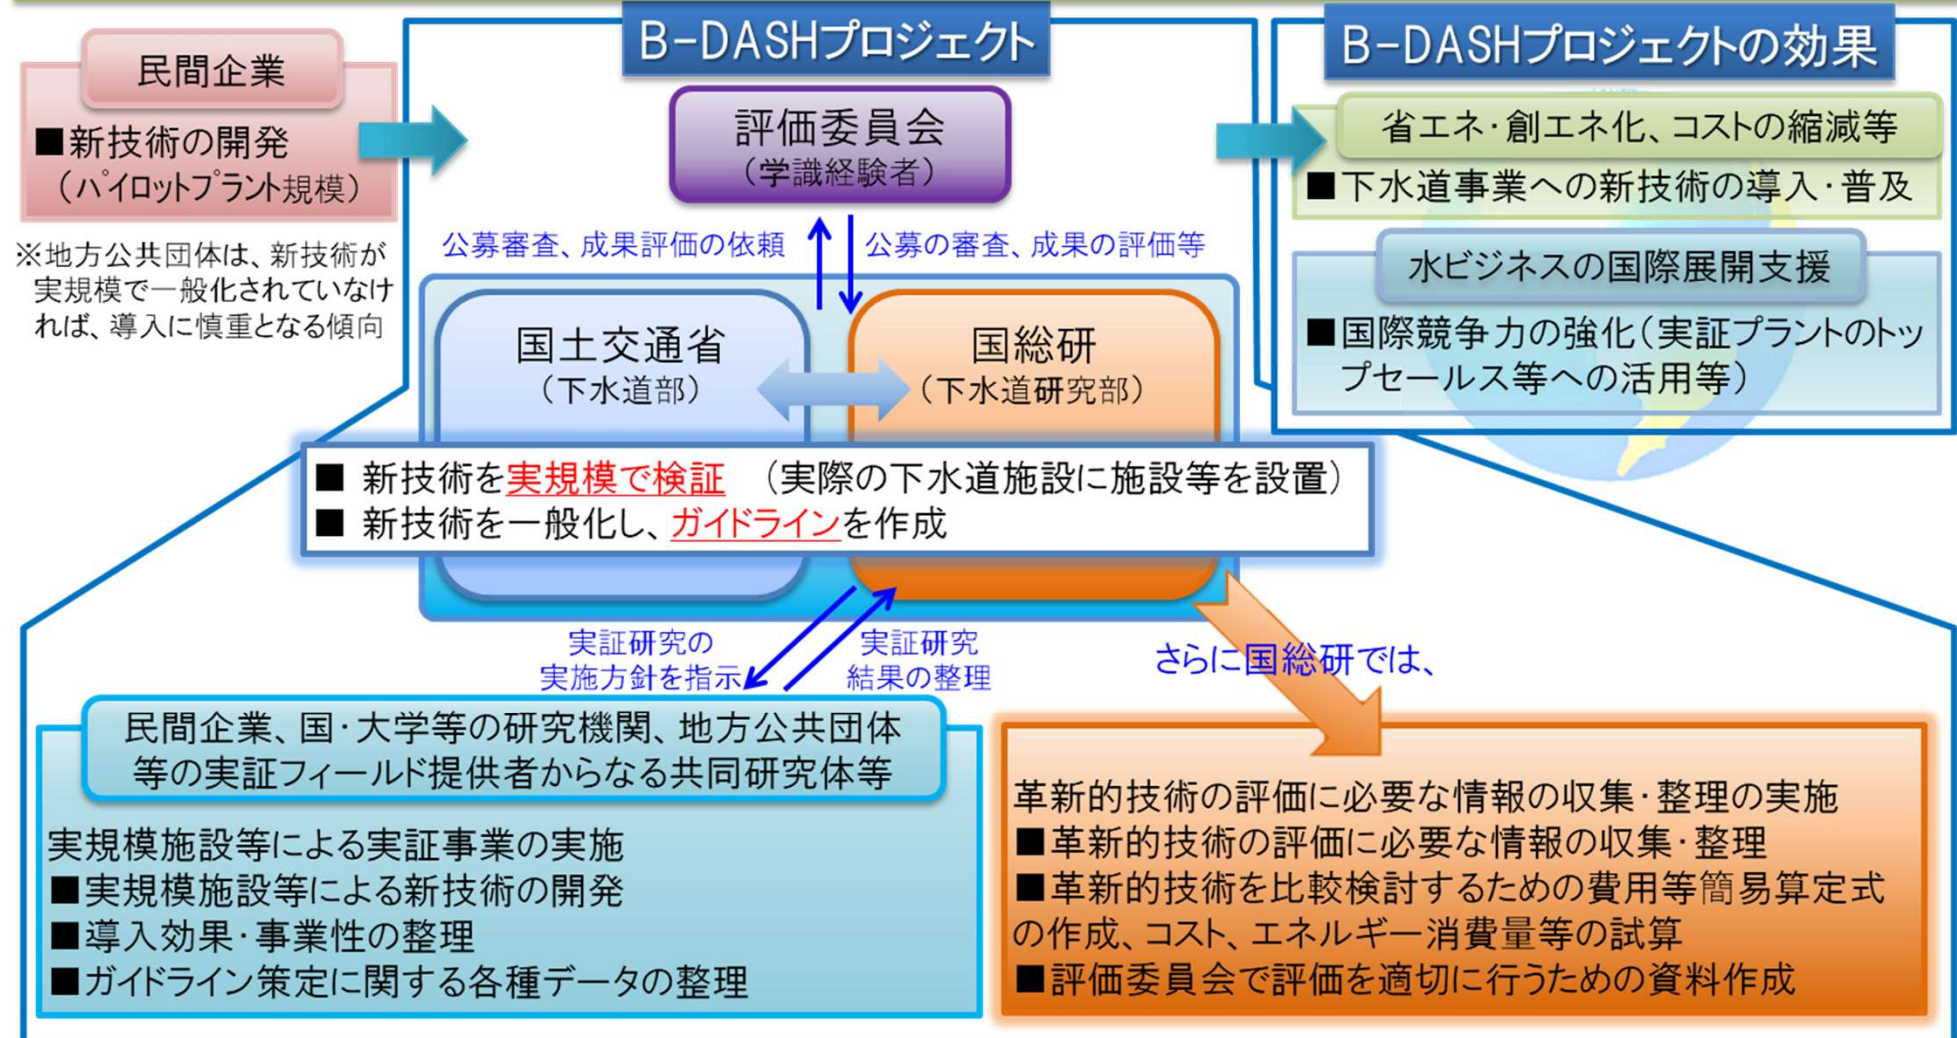 民間企業
■新技術の開発
（パイロットプラント規模）
※地方公共団体は、新技術が
実規模で一般化されていなけ
れば、導入に慎重となる傾向
B-DASHプロジェクト
評価委員会
（学識経験者）
公募審査、成果評価の依頼
公募の審査、成果の評価等
国土交通省
（下水道部）
国総研
（下水道研究部）
■ 新技術を実規模で検証 （実際の下水道施設に施設等を設置）
■ 新技術を一般化し、ガイドラインを作成
B-DASHプロジェクトの効果
省エネ・創エネ化、コストの縮減等
■下水道事業への新技術の導入・普及
水ビジネスの国際展開支援
■国際競争力の強化（実証プラントのトッ
プセールス等への活用等）
実証研究の
実施方針を指示
実証研究
結果の整理
さらに国総研では、
民間企業、国・大学等の研究機関、地方公共団体
等の実証フィールド提供者からなる共同研究体等
実規模施設等による実証事業の実施
■実規模施設等による新技術の開発
■導入効果・事業性の整理
■ガイドライン策定に関する各種データの整理
革新的技術の評価に必要な情報の収集・整理の実施
■革新的技術の評価に必要な情報の収集・整理
■革新的技術を比較検討するための費用等簡易算定式
の作成、コスト、エネルギー消費量等の試算
■評価委員会で評価を適切に行うための資料作成